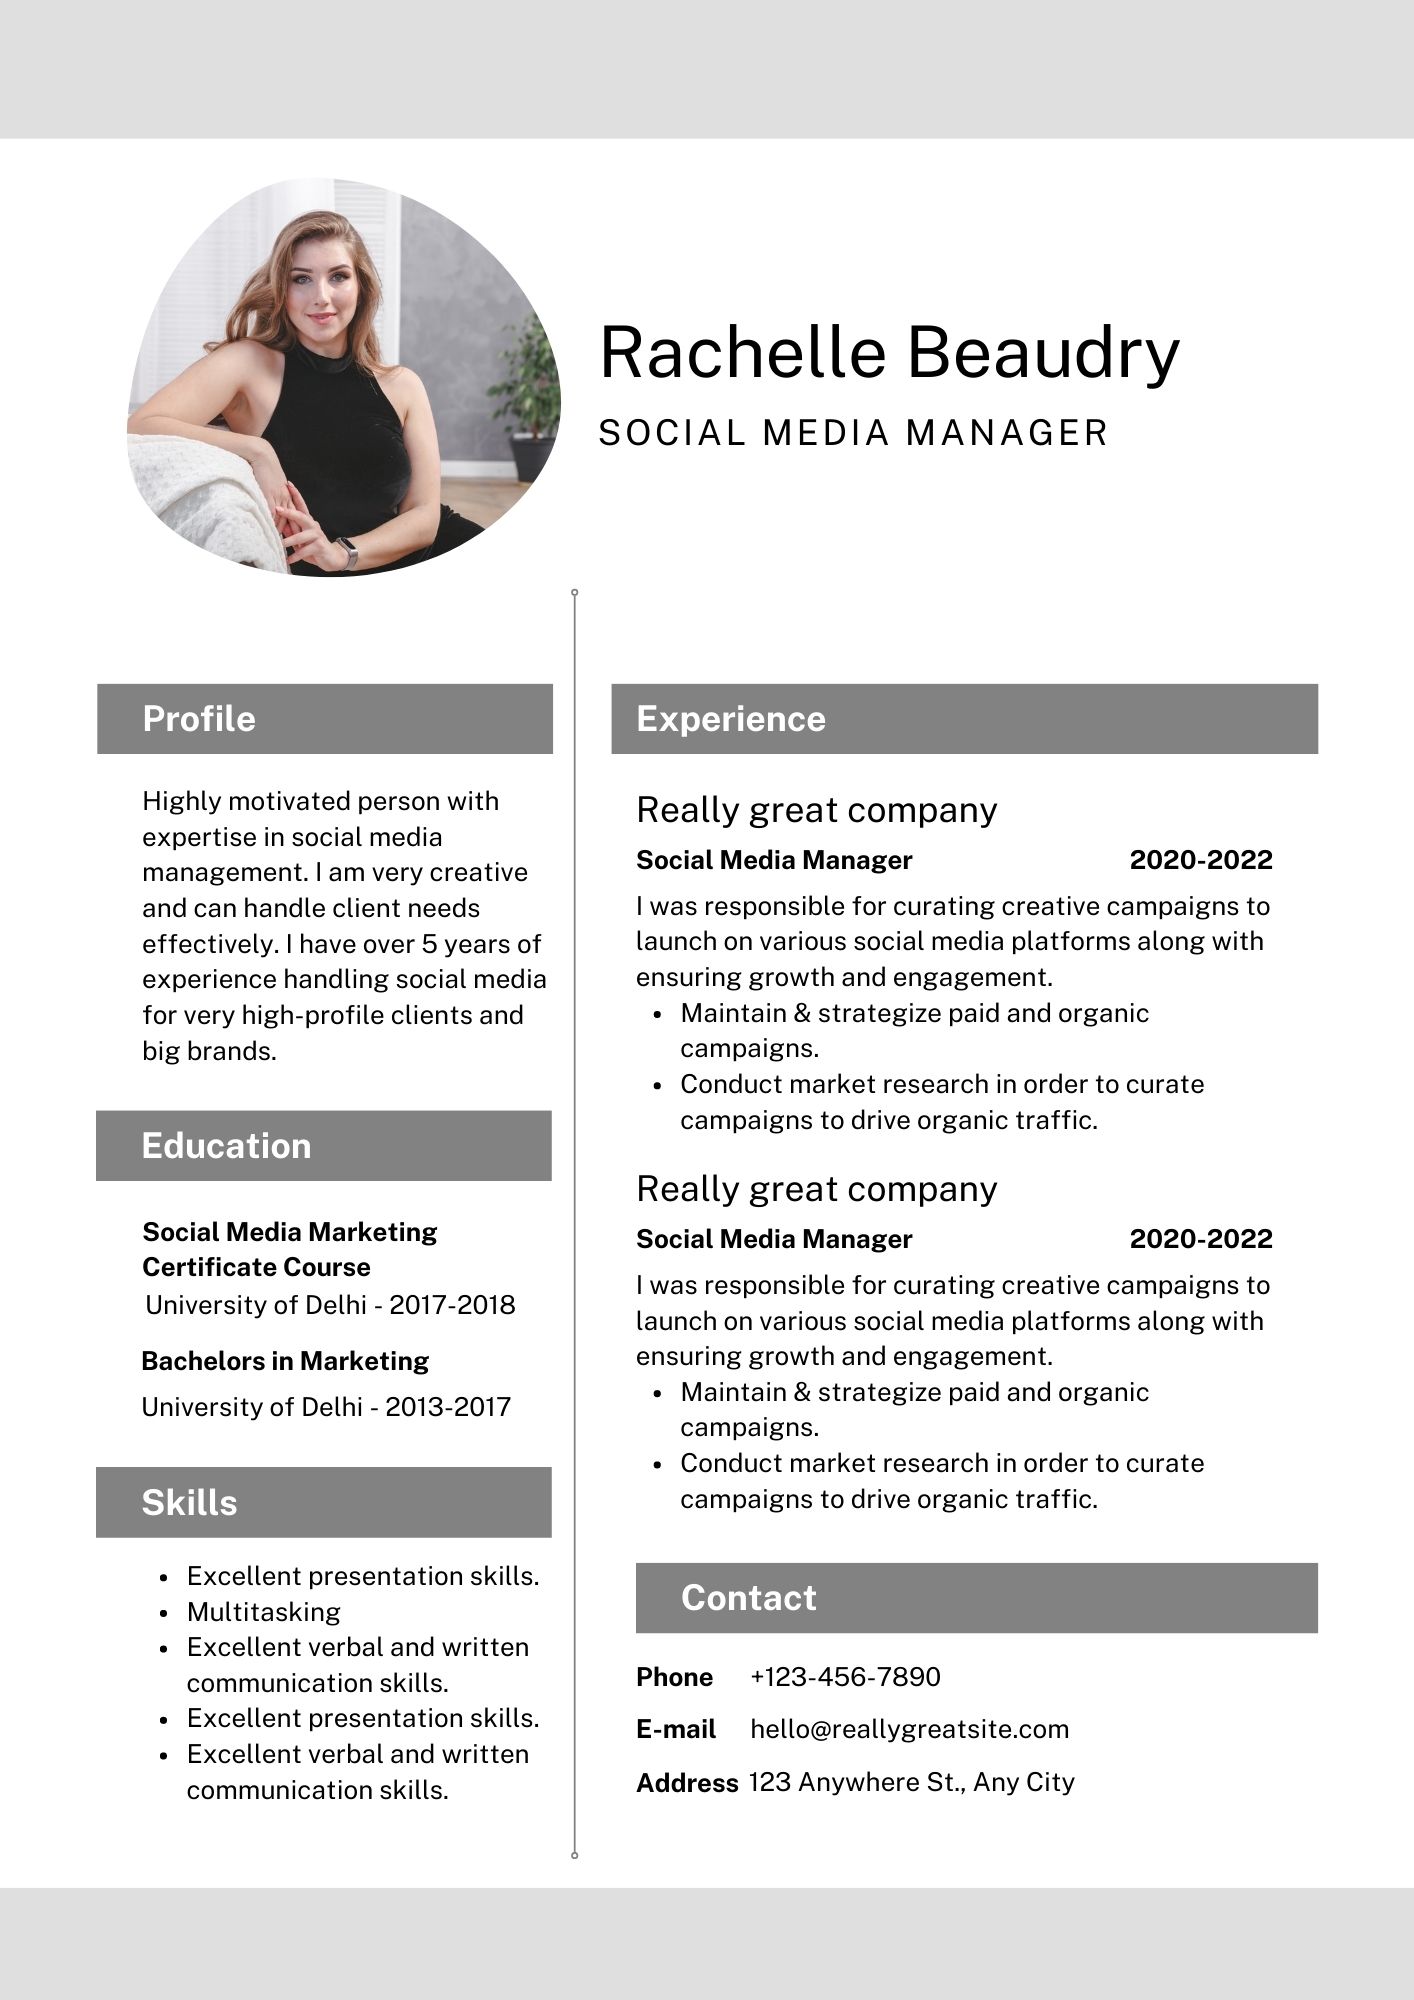 Rachelle Beaudry
SOCIAL MEDIA MANAGER
Profile
Highly motivated person with
expertise in social media
management. I am very creative
and can handle client needs
effectively. I have over 5 years of
experience handling social media
for very high-profile clients and
big brands.
Education
Social Media Marketing
Certificate Course
University of Delhi - 2017-2018
Bachelors in Marketing
University of Delhi - 2013-2017
Skills
• Excellent presentation skills.
• Multitasking
• Excellent verbal and written
communication skills.
• Excellent presentation skills.
• Excellent verbal and written
communication skills.
Experience
Really great company
Social Media Manager 2020-2022
I was responsible for curating creative campaigns to
launch on various social media platforms along with
ensuring growth and engagement.
• Maintain & strategize paid and organic
campaigns.
• Conduct market research in order to curate
campaigns to drive organic traffic.
Really great company
Social Media Manager 2020-2022
I was responsible for curating creative campaigns to
launch on various social media platforms along with
ensuring growth and engagement.
• Maintain & strategize paid and organic
campaigns.
• Conduct market research in order to curate
campaigns to drive organic traffic.
Contact
Phone +123-456-7890
E-mail hello@reallygreatsite.com
Address 123 Anywhere St., Any City